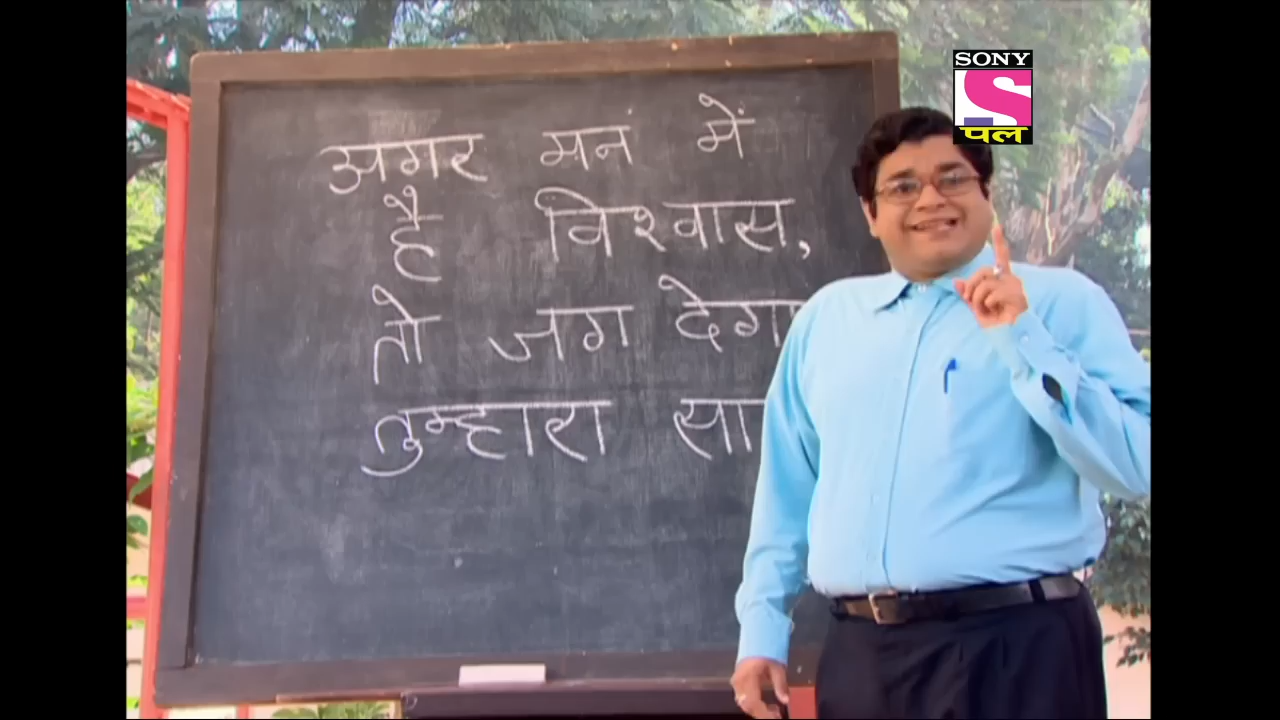 अगर मनं में
है विश्वास,
तो जग देगा
तुम्हारा
SONY
S
पल